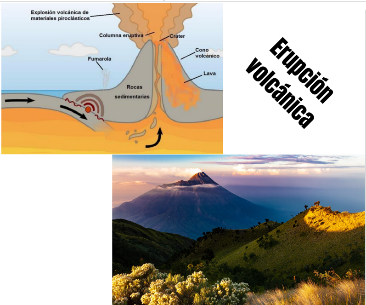 Explosión volcánica de
materiales piroclásticos
Columna eruptiva
Cráter
Fumarola
Cono
volcánico
Lava
Rocas
sedimentarias
Erupción
volcánica